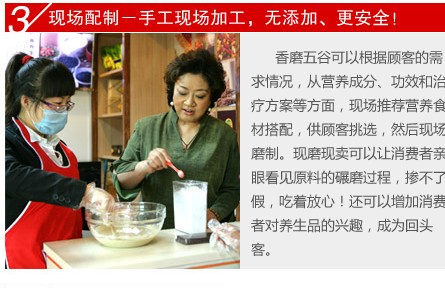 3 现场配制－手工现场加工，无添加、更安全！
香磨五谷可以根据顾客的需
求情况，从营养成分、功效和治
疗方案等方面，现场推荐营养食
材搭配，供顾客挑选，然后现场
磨制。现磨现卖可以让消费者亲
眼看见原料的碾磨过程，掺不了
假，吃着放心！还可以增加消费
者对养生品的兴趣，成为回头
客。